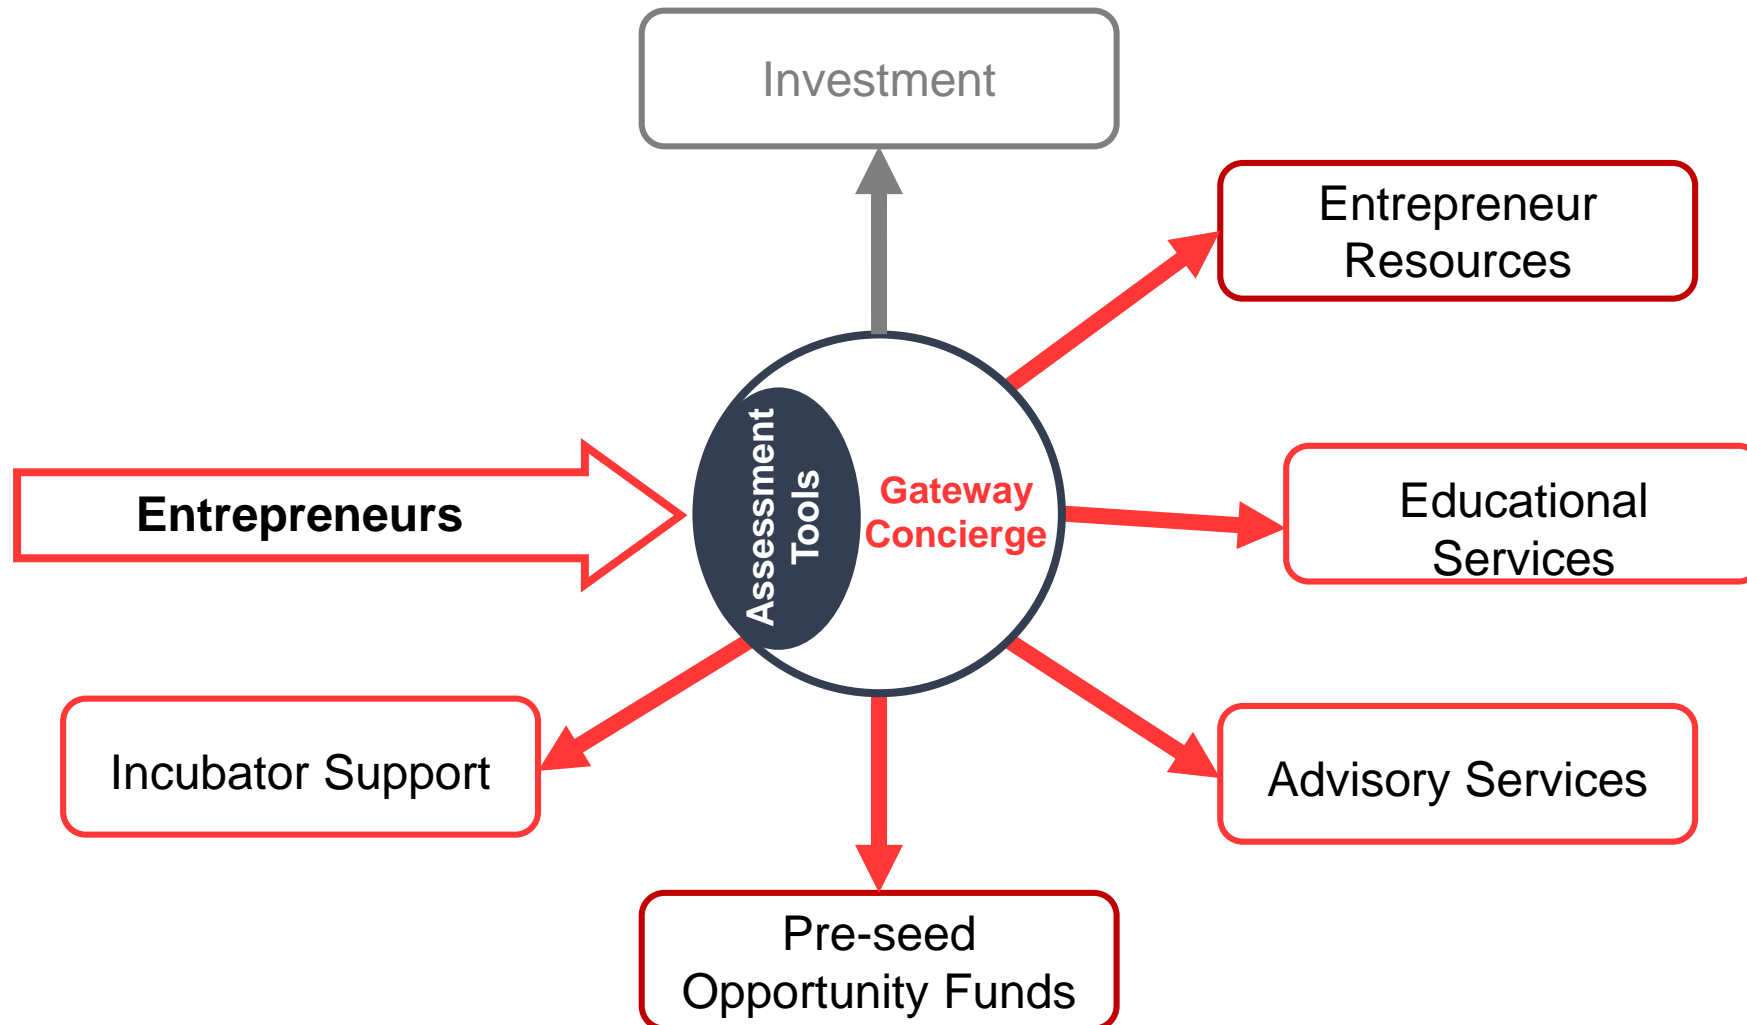 Investment
Entrepreneur
Resources
Entrepreneurs
Assessment
Tools
Gateway
Concierge
Educational
Services
Incubator Support
Advisory Services
Pre-seed
Opportunity Funds